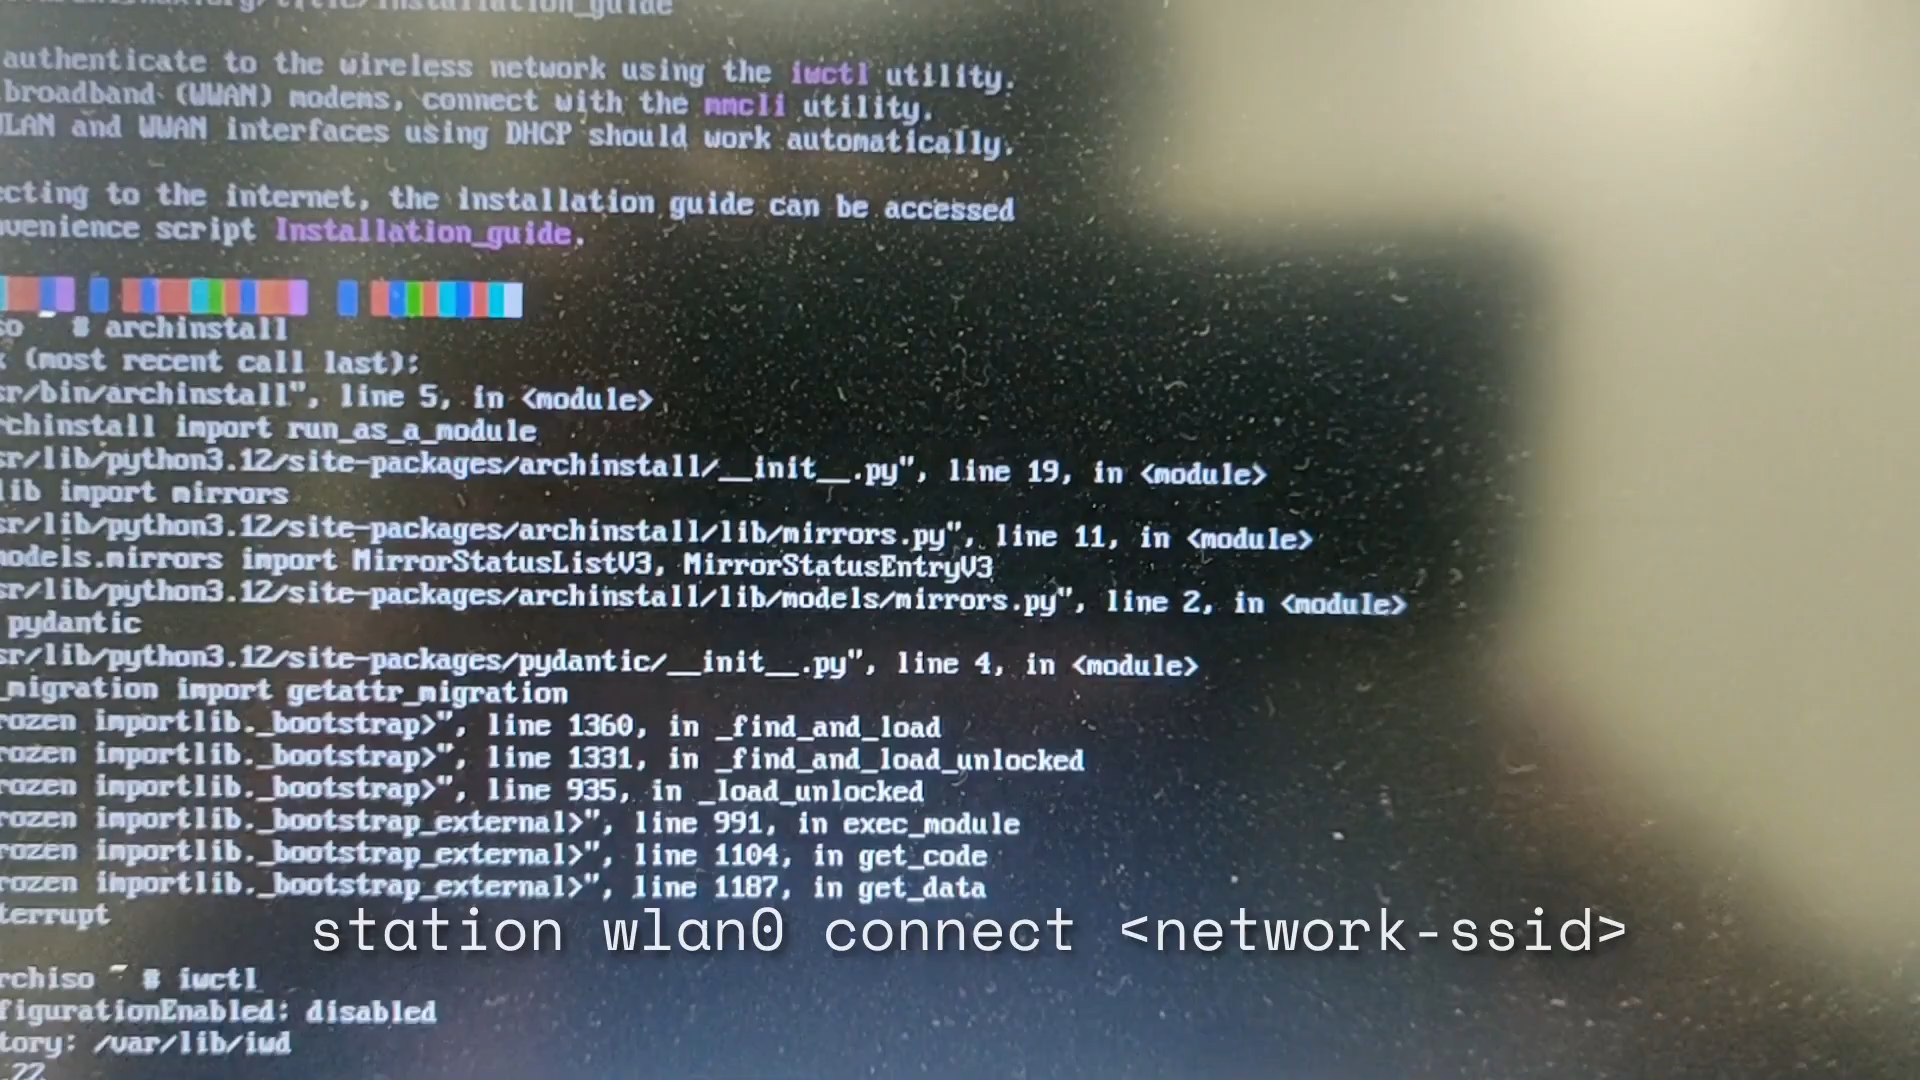 authenticate to the wireless network using the iwctl utility.
broadband (WWAN) modems, connect with the mmcli utility.
WLAN and WWAN interfaces using DHCP should work automatically.
ecting to the internet, the installation guide can be accessed
nvenience script Installation_guide.
so ~ # archinstall
k (most recent call last):
sr/bin/archinstall", line 5, in <module>
rchinstall import run_as_a_module
sr/lib/python3.12/site-packages/archinstall/__init__.py", line 19, in <module>
lib import mirrors
sr/lib/python3.12/site-packages/archinstall/lib/mirrors.py", line 11, in <module>
models.mirrors import MirrorStatusListV3, MirrorStatusEntryV3
sr/lib/python3.12/site-packages/archinstall/lib/models/mirrors.py", line 2, in <module>
pydantic
sr/lib/python3.12/site-packages/pydantic/__init__.py", line 4, in <module>
_migration import getattr_migration
rozen importlib._bootstrap>", line 1360, in _find_and_load
rozen importlib._bootstrap>", line 1331, in _find_and_load_unlocked
rozen importlib._bootstrap>", line 935, in _load_unlocked
rozen importlib._bootstrap_external>", line 991, in exec_module
rozen importlib._bootstrap_external>", line 1104, in get_code
rozen importlib._bootstrap_external>", line 1187, in get_data
terrupt
station wlan0 connect <network-ssid>
rchiso ~ # iwctl
figurationEnabled: disabled
tory: /var/lib/iwd
.22